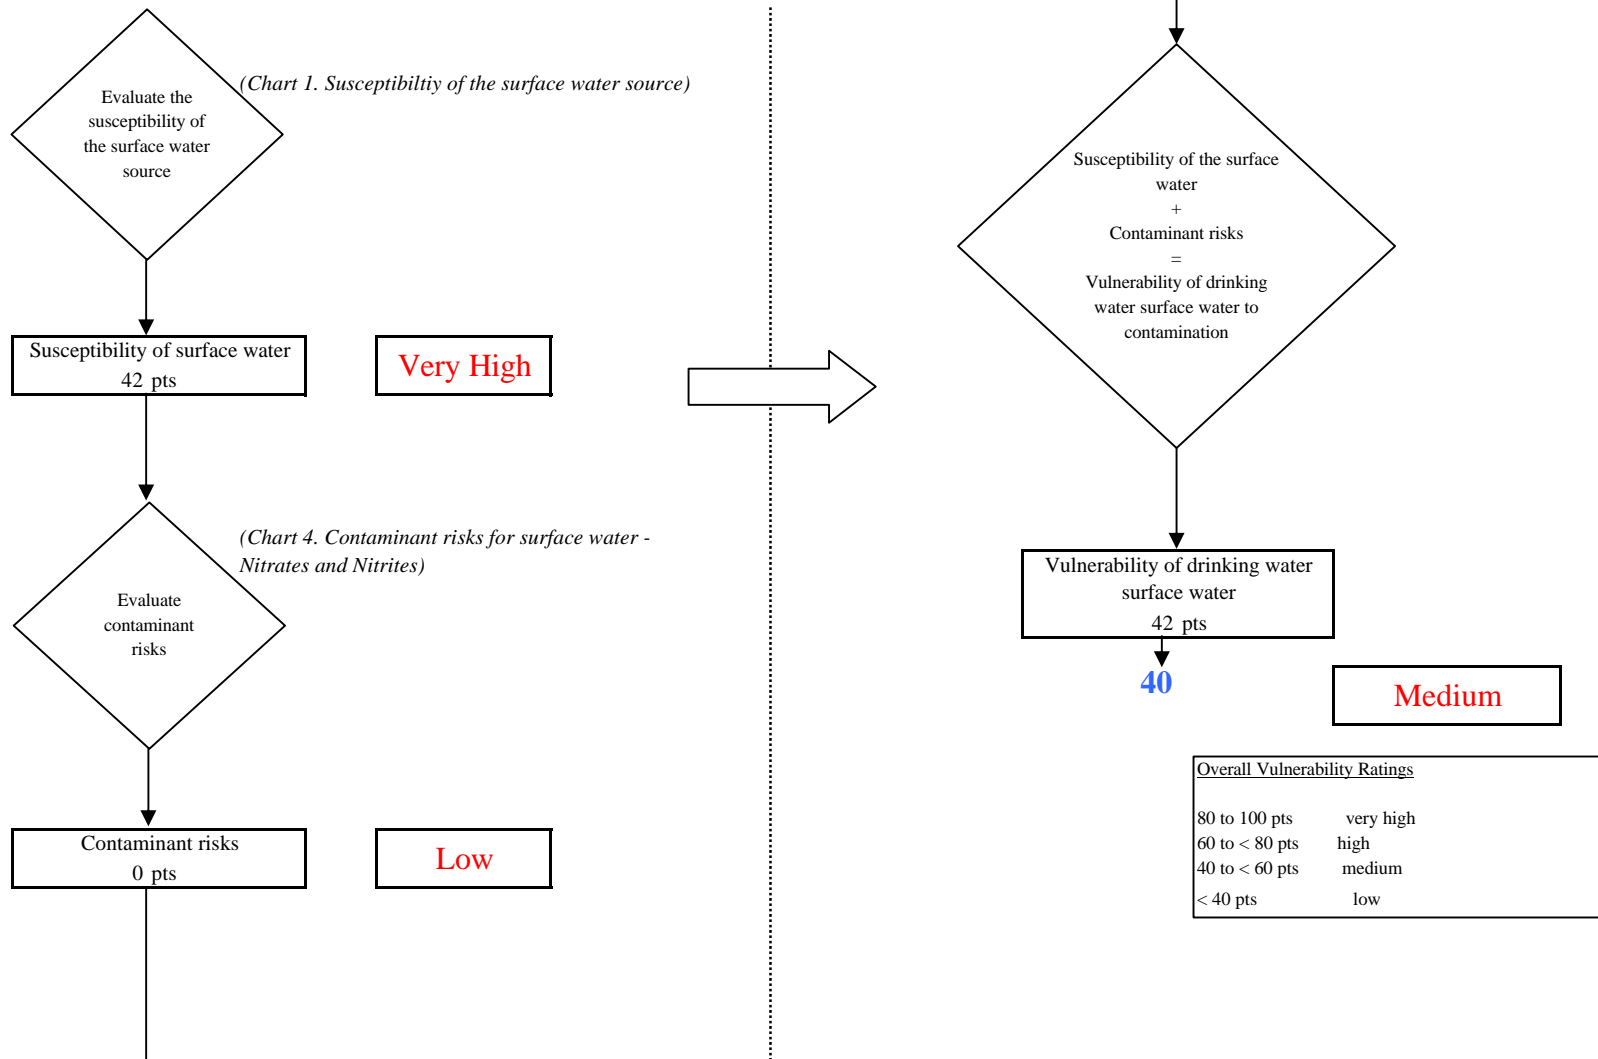 Evaluate the
susceptibility of
the surface water
source
(Chart 1. Susceptibiltiy of the surface water source)
Susceptibility of surface water
42 pts
Very High
(Chart 4. Contaminant risks for surface water -
Nitrates and Nitrites)
Evaluate
contaminant
risks
Contaminant risks
0 pts
Low
Susceptibility of the surface
water
+
Contaminant risks
=
Vulnerability of drinking
water surface water to
contamination
Vulnerability of drinking water
surface water
42 pts
40
Medium
Overall Vulnerability Ratings
80 to 100 pts very high
60 to < 80 pts high
40 to < 60 pts medium
< 40 pts low